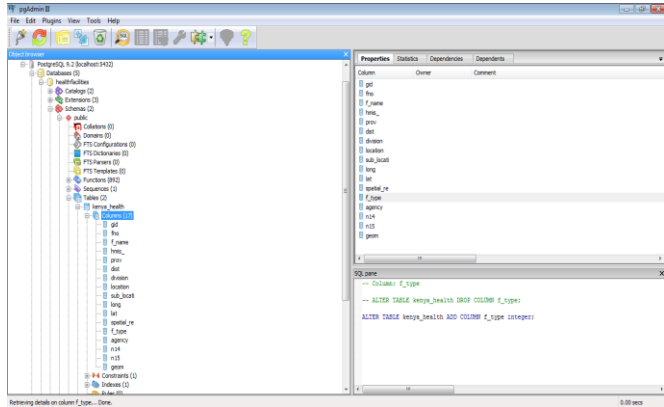 pgAdmin III
File Edit Plugins View Tools Help
Object browser
PostgreSQL 9.2 (localhost:5432)
Databases (5)
healthfacilities
Catalogs (2)
Extensions (3)
Schemas (2)
public
Collations (0)
Domains (0)
FTS Configurations (0)
FTS Dictionaries (0)
FTS Parsers (0)
FTS Templates (0)
Functions (892)
Sequences (1)
Tables (2)
kenya_health
Columns (17)
gid
fno
f_name
hmis_
prov
dist
division
location
sub_locati
long
lat
spatial_re
f_type
agency
n14
n15
geom
Constraints (1)
Indexes (1)
Properties Statistics Dependencies Dependents
Column Owner Comment
gid
fno
f_name
hmis_
prov
dist
division
location
sub_locati
long
lat
spatial_re
f_type
agency
n14
n15
geom
SQL pane
-- Column: f_type
-- ALTER TABLE kenya_health DROP COLUMN f_type;
ALTER TABLE kenya_health ADD COLUMN f_type integer;
Retrieving details on column f_type... Done.
0.00 secs